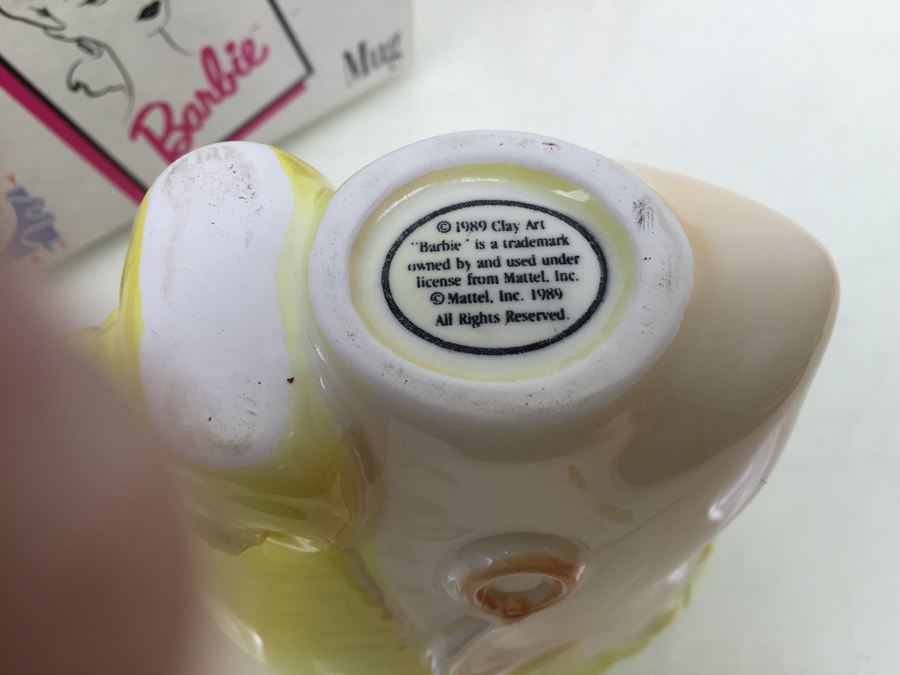 Barbie™
Mug
© 1989 Clay Art
"Barbie" is a trademark
owned by and used under
license from Mattel, Inc.
© Mattel, Inc. 1989
All Rights Reserved.